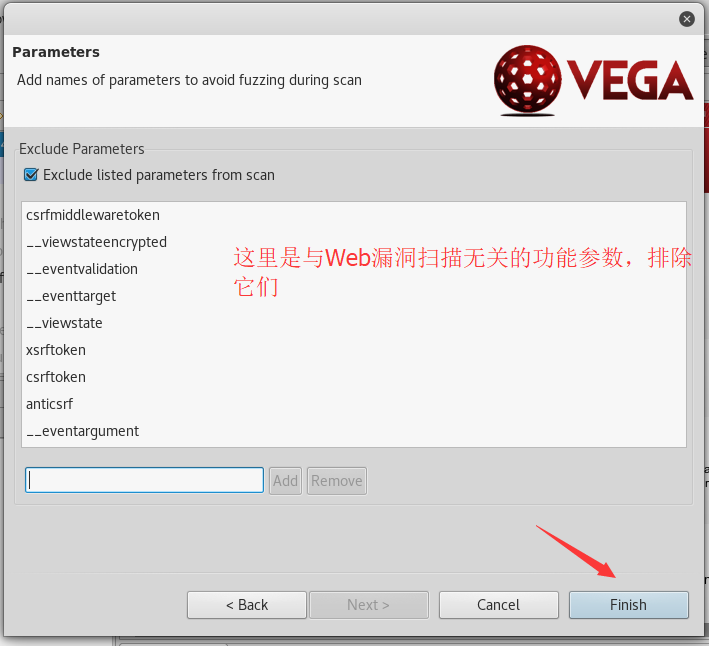 Parameters
Add names of parameters to avoid fuzzing during scan
VEGA
Exclude Parameters
Exclude listed parameters from scan
csrfmiddlewaretoken
__viewstateencrypted
__eventvalidation
__eventtarget
__viewstate
xsrftoken
csrftoken
anticsrf
__eventargument
这里是与Web漏洞扫描无关的功能参数，排除
它们
Add
Remove
< Back
Next >
Cancel
Finish